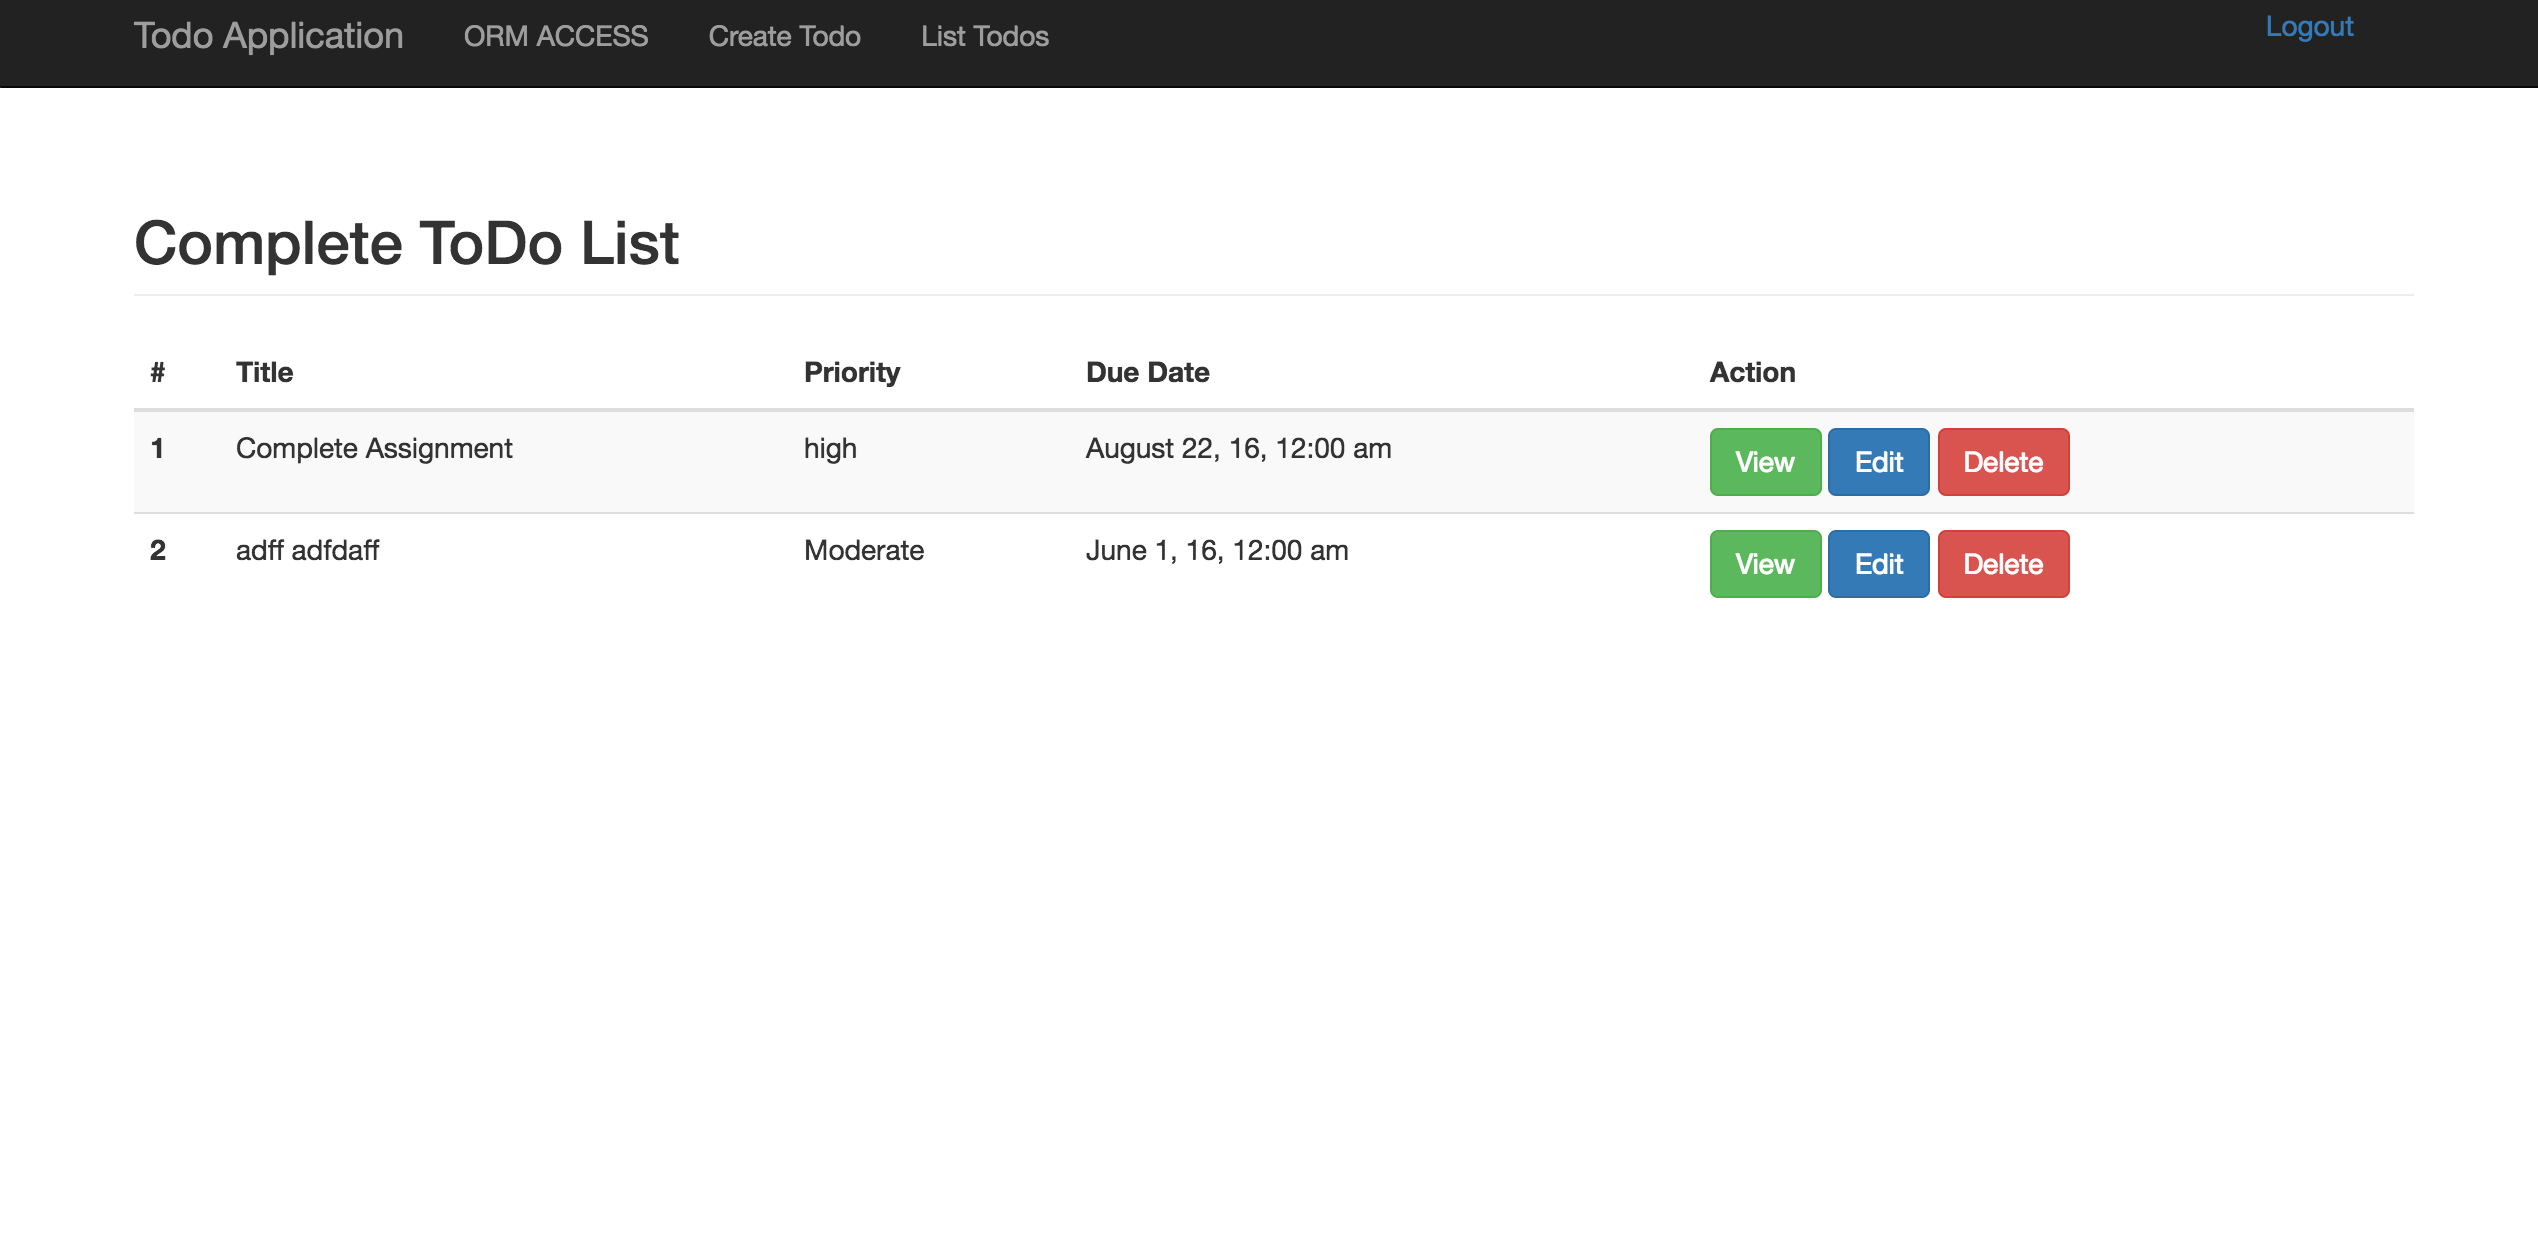 Todo Application ORM ACCESS Create Todo List Todos Logout
Complete ToDo List
# Title Priority Due Date Action
1 Complete Assignment high August 22, 16, 12:00 am View Edit Delete
2 adff adfdaff Moderate June 1, 16, 12:00 am View Edit Delete